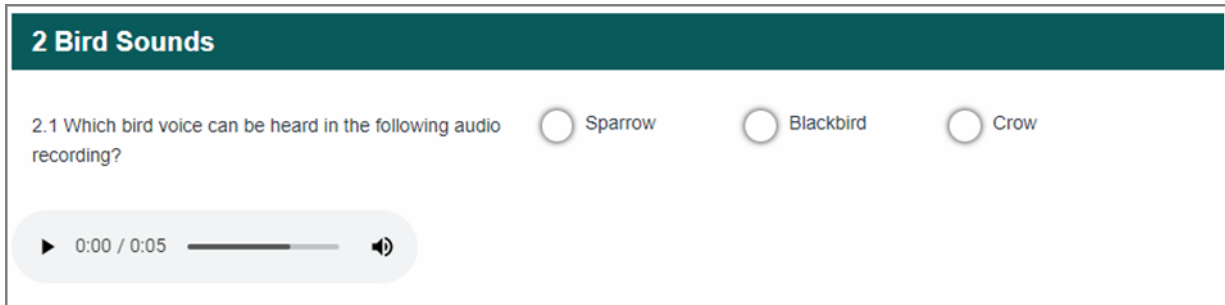 2 Bird Sounds
2.1 Which bird voice can be heard in the following audio
recording?
Sparrow
Blackbird
Crow
0:00 / 0:05